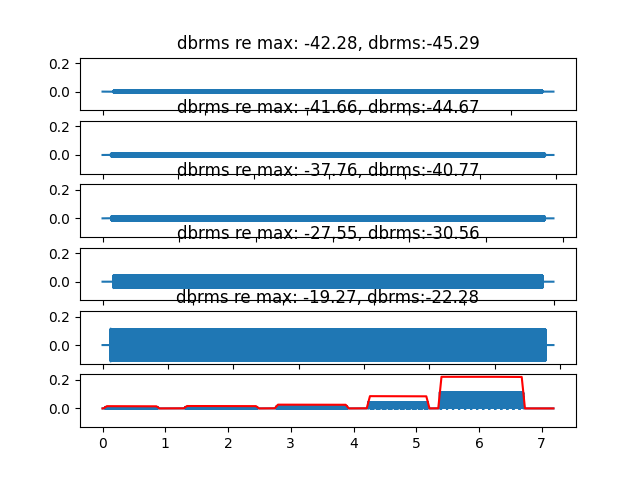 dbrms re max: -42.28, dbrms:-45.29
0.2
0.0
dbrms re max: -41.66, dbrms:-44.67
0.2
0.0
dbrms re max: -37.76, dbrms:-40.77
0.2
0.0
dbrms re max: -27.55, dbrms:-30.56
0.2
0.0
dbrms re max: -19.27, dbrms:-22.28
0.2
0.0
0.2
0.0
0 1 2 3 4 5 6 7